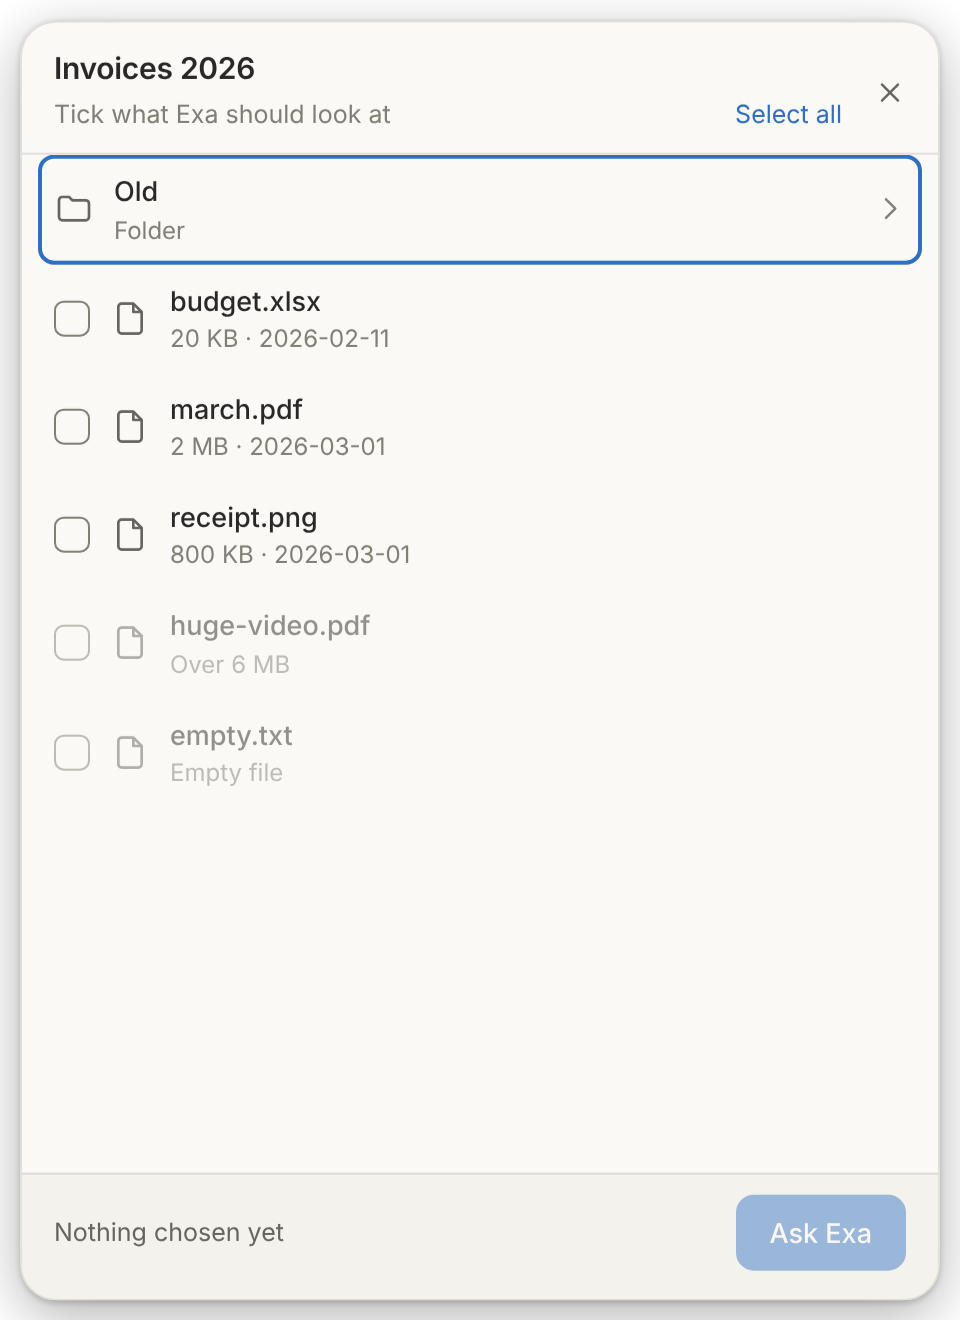 Invoices 2026
Tick what Exa should look at
Select all
Old
Folder
budget.xlsx
20 KB · 2026-02-11
march.pdf
2 MB · 2026-03-01
receipt.png
800 KB · 2026-03-01
huge-video.pdf
Over 6 MB
empty.txt
Empty file
Nothing chosen yet
Ask Exa